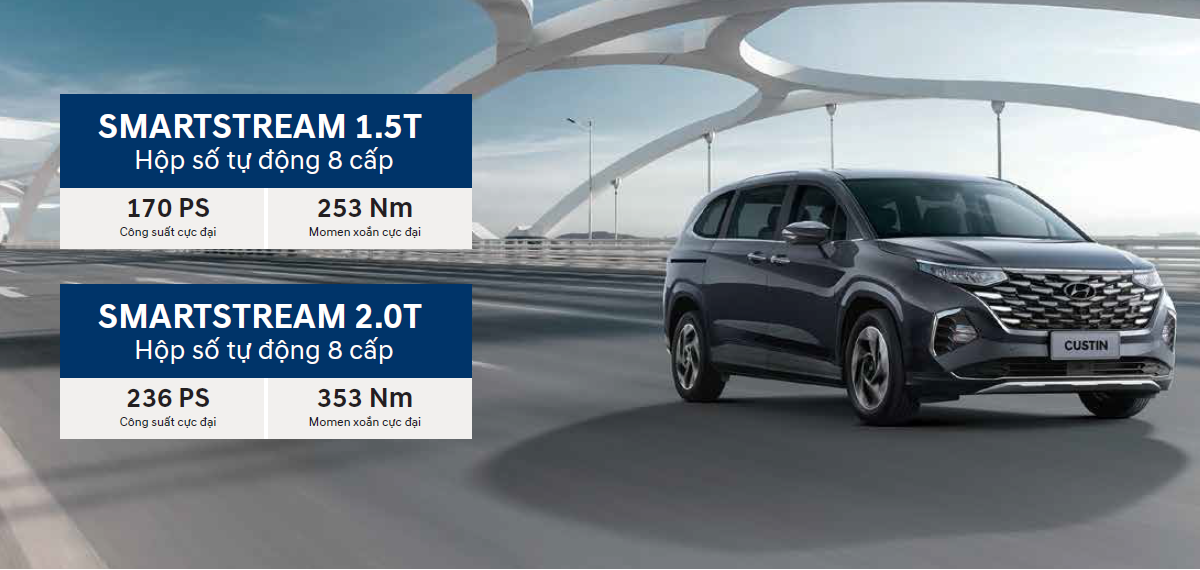 SMARTSTREAM 1.5T
Hộp số tự động 8 cấp
170 PS
253 Nm
Công suất cực đại
Momen xoắn cực đại
SMARTSTREAM 2.0T
Hộp số tự động 8 cấp
236 PS
353 Nm
Công suất cực đại
Momen xoắn cực đại
CUSTIN